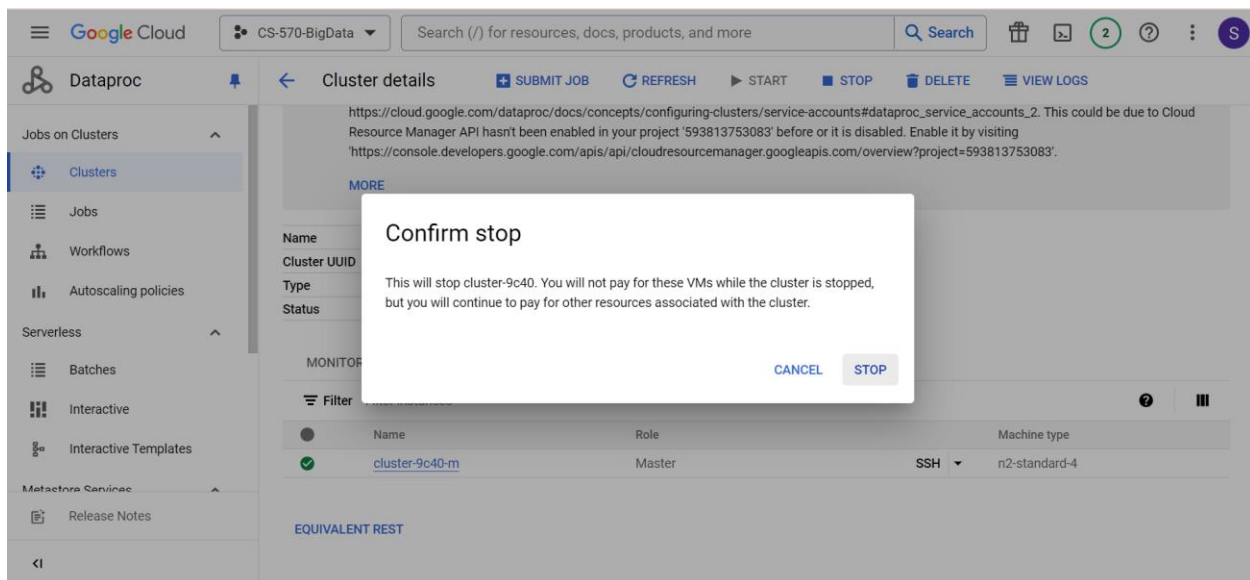 Google Cloud
CS-570-BigData
Search (/) for resources, docs, products, and more
Search
2
S
Dataproc
Cluster details
SUBMIT JOB
REFRESH
START
STOP
DELETE
VIEW LOGS
https://cloud.google.com/dataproc/docs/concepts/configuring-clusters/service-accounts#dataproc_service_accounts_2. This could be due to Cloud
Resource Manager API hasn't been enabled in your project '593813753083' before or it is disabled. Enable it by visiting
'https://console.developers.google.com/apis/api/cloudresourcemanager.googleapis.com/overview?project=593813753083'.
MORE
Jobs on Clusters
Clusters
Jobs
Workflows
Autoscaling policies
Serverless
Batches
Interactive
Interactive Templates
Metastore Services
Release Notes
Name
Cluster UUID
Type
Status
Confirm stop
This will stop cluster-9c40. You will not pay for these VMs while the cluster is stopped,
but you will continue to pay for other resources associated with the cluster.
CANCEL
STOP
MONITOR
Filter
Name
Role
Machine type
cluster-9c40-m
Master
SSH
n2-standard-4
EQUIVALENT REST